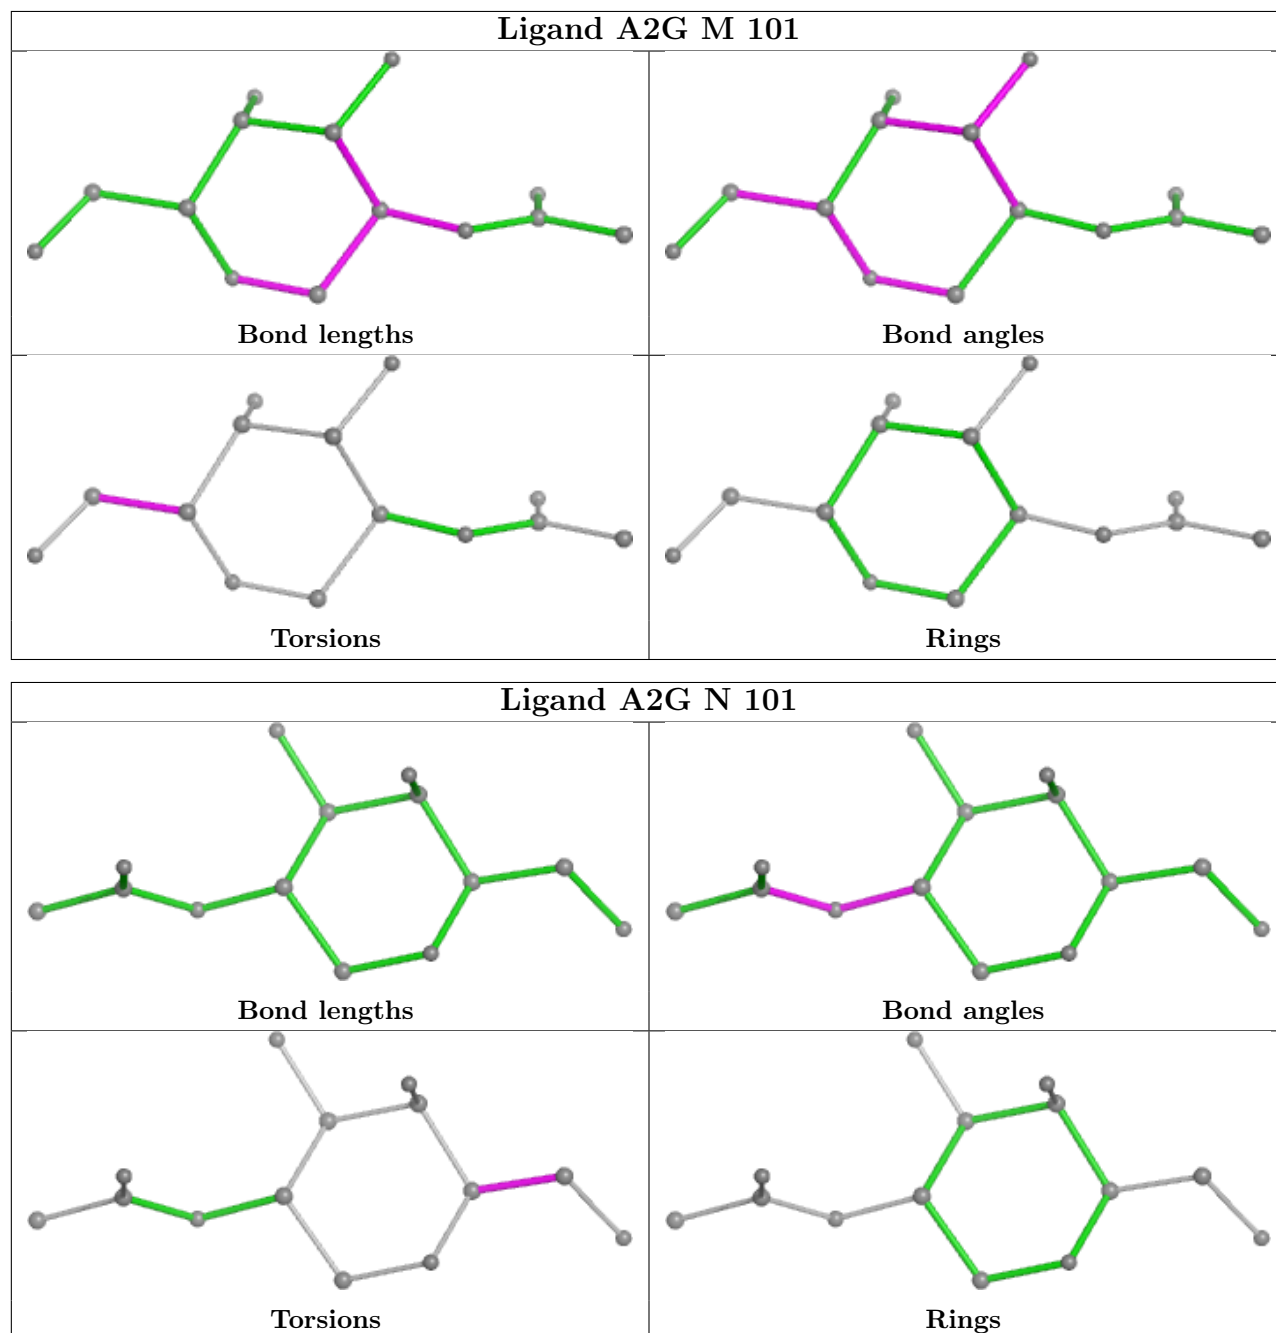 Ligand A2G M 101
Bond lengths
Bond angles
Torsions
Rings
Ligand A2G N 101
Bond lengths
Bond angles
Torsions
Rings